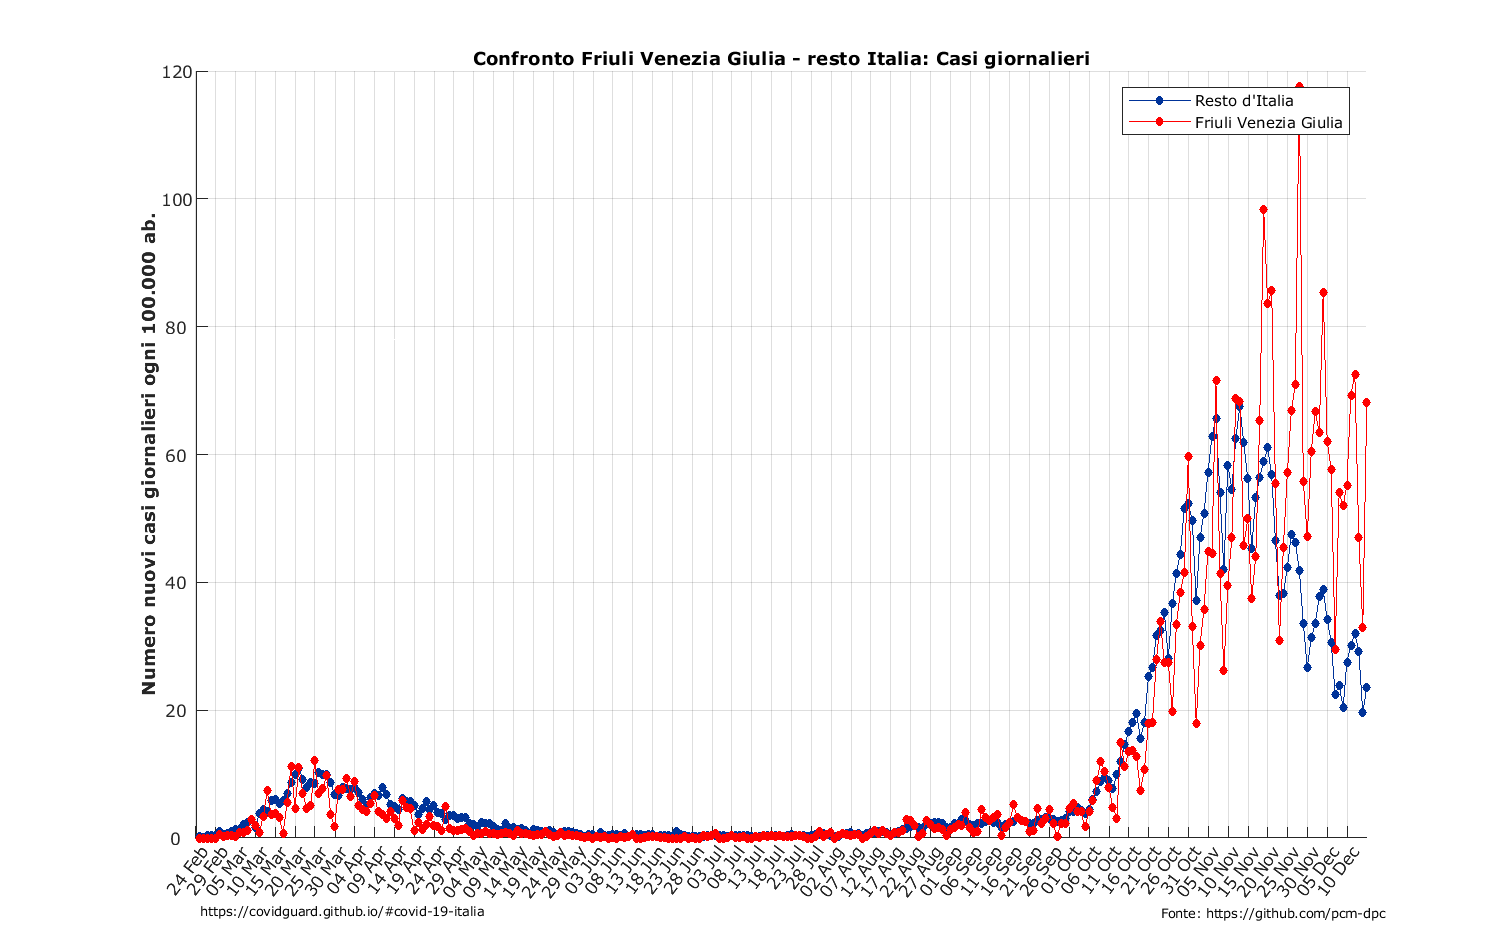 Confronto Friuli Venezia Giulia - resto Italia: Casi giornalieri
Resto d'Italia
Friuli Venezia Giulia
Numero nuovi casi giornalieri ogni 100.000 ab.
120
100
80
60
40
20
0
24 Feb
29 Feb
05 Mar
10 Mar
15 Mar
20 Mar
25 Mar
30 Mar
04 Apr
09 Apr
14 Apr
19 Apr
24 Apr
29 Apr
04 May
09 May
14 May
19 May
24 May
29 May
03 Jun
08 Jun
13 Jun
18 Jun
23 Jun
28 Jun
03 Jul
08 Jul
13 Jul
18 Jul
23 Jul
28 Jul
02 Aug
07 Aug
12 Aug
17 Aug
22 Aug
27 Aug
01 Sep
06 Sep
11 Sep
16 Sep
21 Sep
26 Sep
01 Oct
06 Oct
11 Oct
16 Oct
21 Oct
26 Oct
31 Oct
05 Nov
10 Nov
15 Nov
20 Nov
25 Nov
30 Nov
05 Dec
10 Dec
https://covidguard.github.io/#covid-19-italia
Fonte: https://github.com/pcm-dpc